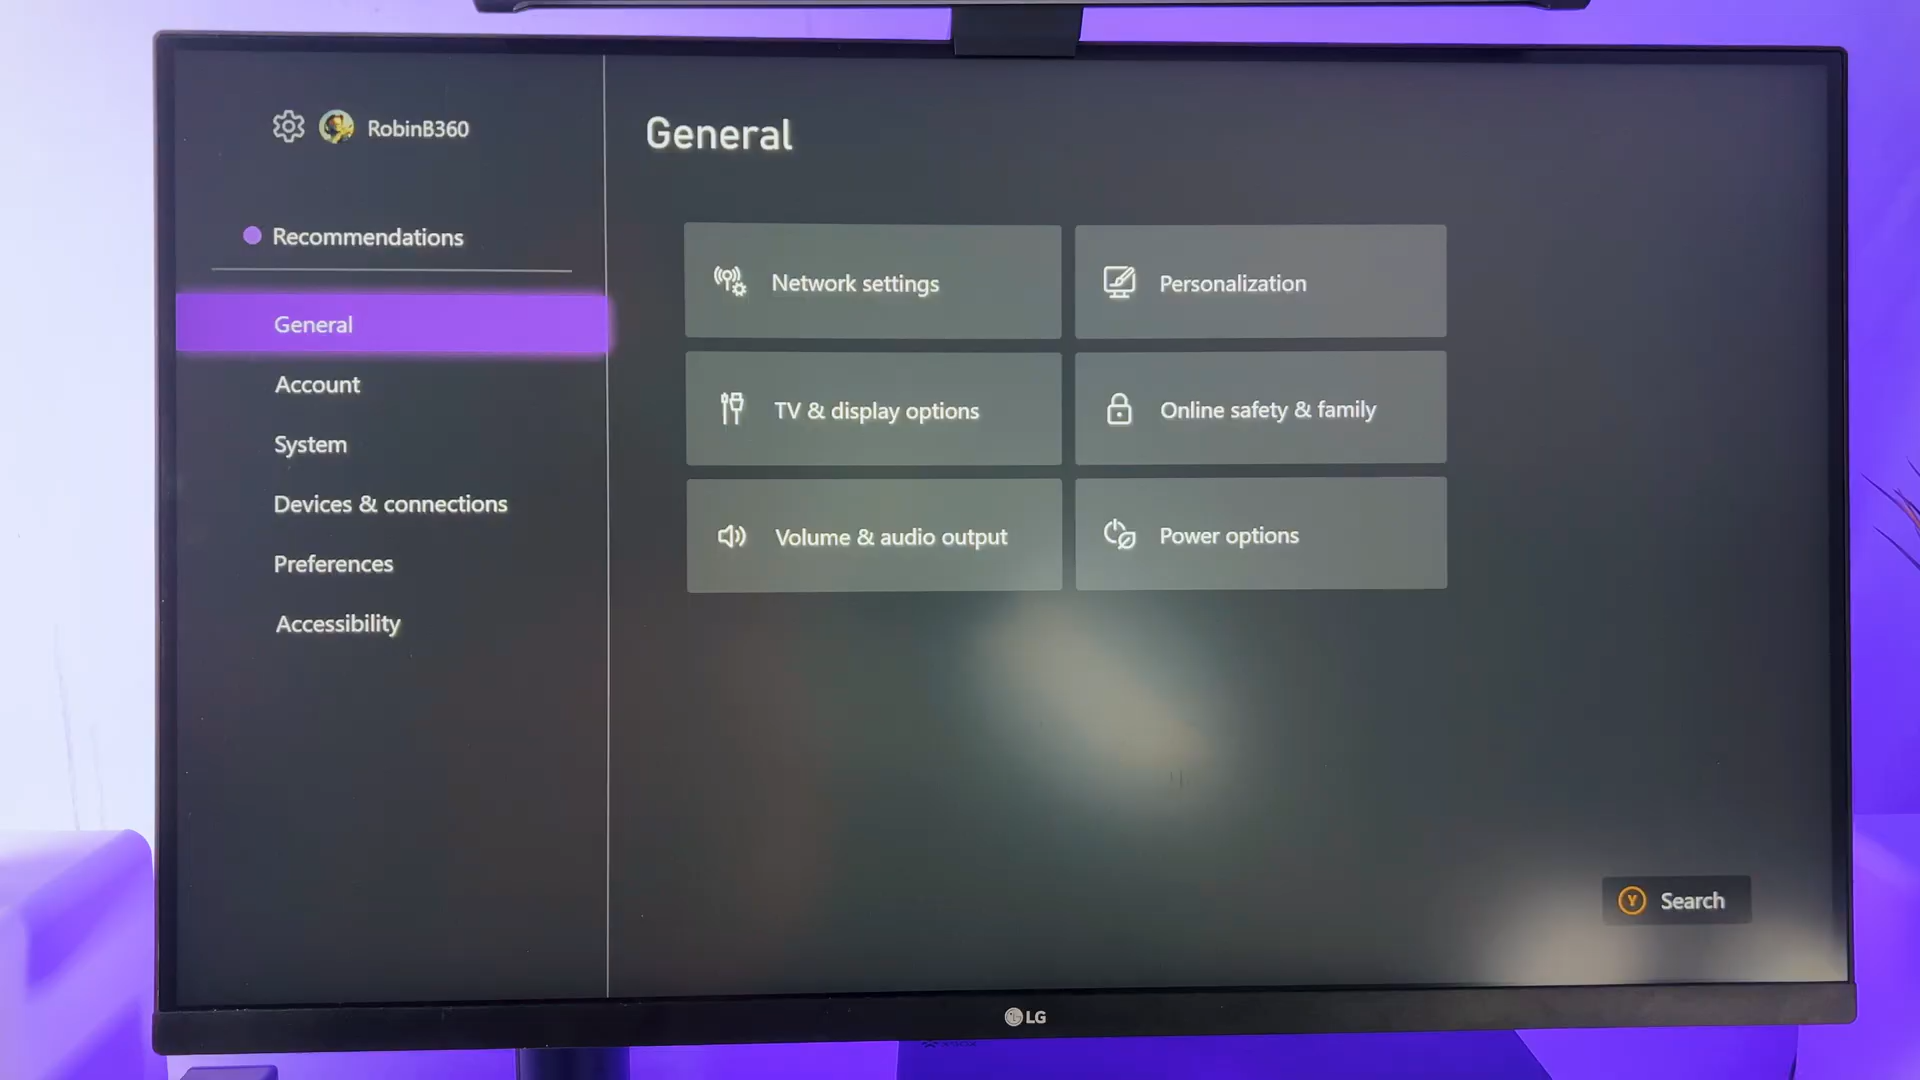 RobinB360
Recommendations
General
Account
System
Devices & connections
Preferences
Accessibility
General
Network settings
Personalization
TV & display options
Online safety & family
Volume & audio output
Power options
Y Search
LG
XBOX